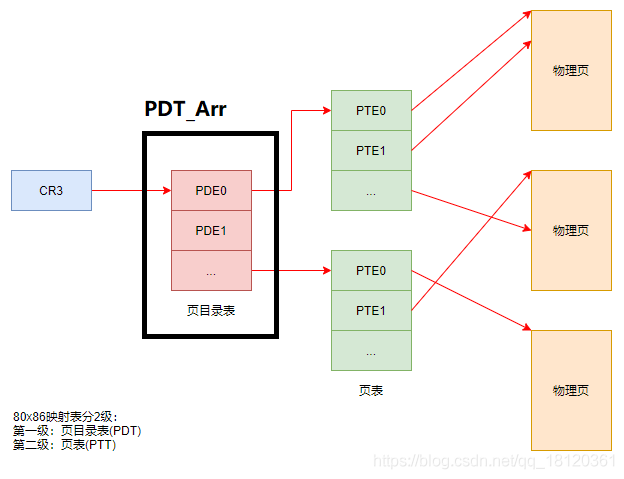 PDT_Arr
CR3
PDE0
PDE1
...
页目录表
PTE0
PTE1
...
PTE0
PTE1
...
页表
物理页
物理页
物理页
80x86映射表分2级：
第一级：页目录表(PDT)
第二级：页表(PTT)
https://blog.csdn.net/qq_18120361